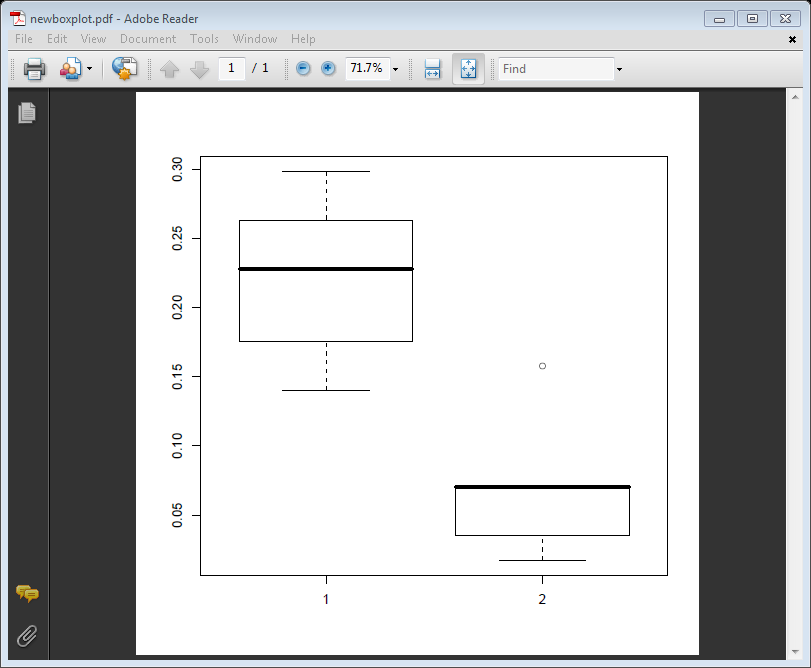 newboxplot.pdf - Adobe Reader
File Edit View Document Tools Window Help
1 / 1 71.7% Find
0.30
0.25
0.20
0.15
0.10
0.05
1 2